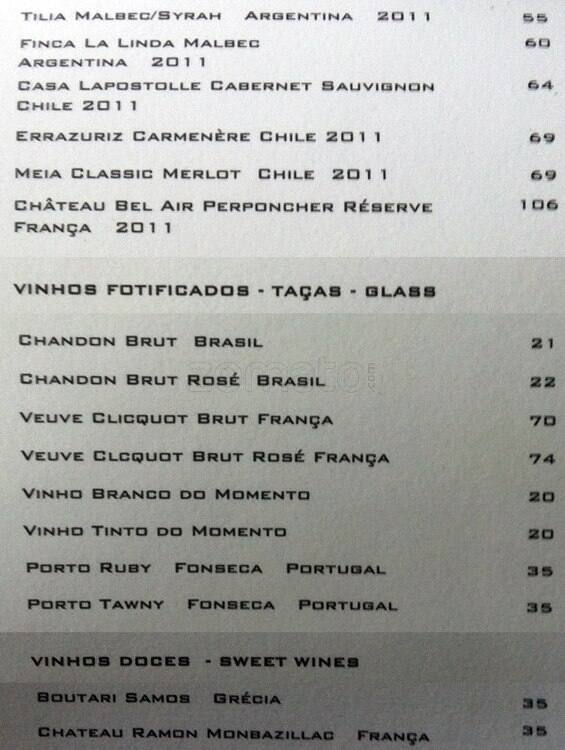 Tilia Malbec/Syrah Argentina 2011 55
Finca La Linda Malbec 60
Argentina 2011
Casa Lapostolle Cabernet Sauvignon 64
Chile 2011
Errazuriz Carmenère Chile 2011 69
Meia Classic Merlot Chile 2011 69
Château Bel Air Perponcher Réserve 106
França 2011
VINHOS FOTIFICADOS - TAÇAS - GLASS
Chandon Brut Brasil 21
Chandon Brut Rosé Brasil 22
zomato.com
Veuve Clicquot Brut França 70
Veuve Clcquot Brut Rosé França 74
Vinho Branco do Momento 20
Vinho Tinto do Momento 20
Porto Ruby Fonseca Portugal 35
Porto Tawny Fonseca Portugal 35
VINHOS DOCES - SWEET WINES
Boutari Samos Grécia 35
Chateau Ramon Monbazillac França 35